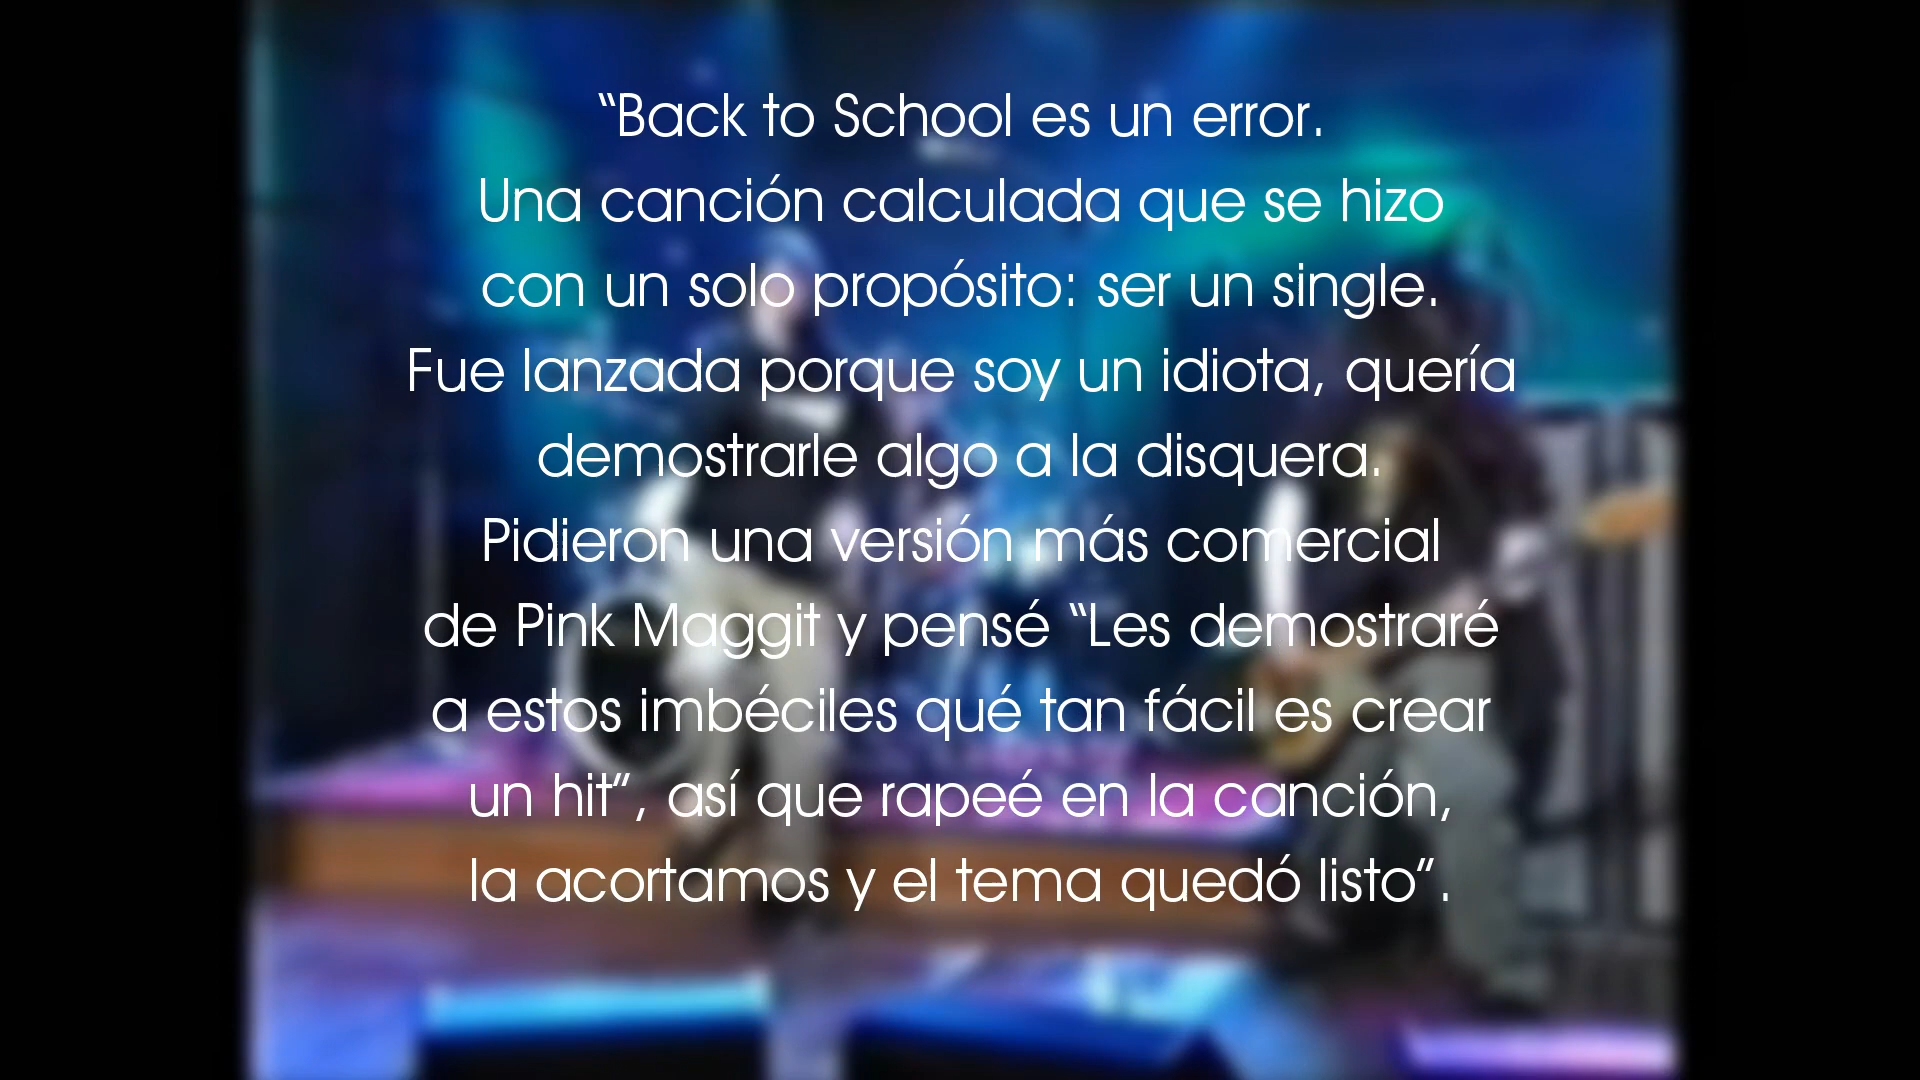 “Back to School es un error.
Una canción calculada que se hizo
con un solo propósito: ser un single.
Fue lanzada porque soy un idiota, quería
demostrarle algo a la disquera.
Pidieron una versión más comercial
de Pink Maggit y pensé “Les demostraré
a estos imbéciles qué tan fácil es crear
un hit”, así que rapeé en la canción,
la acortamos y el tema quedó listo”.